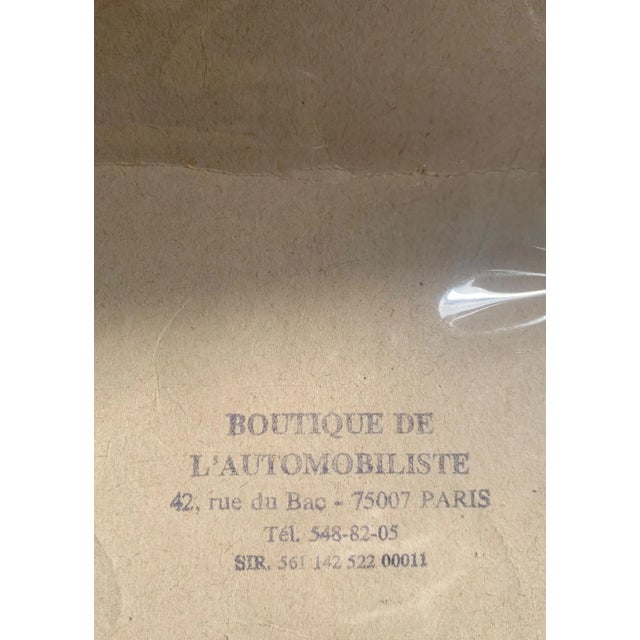 BOUTIQUE DE
L'AUTOMOBILISTE
42, rue du Bac - 75007 PARIS
Tél. 548-82-05
SIR. 561 142 522 00011